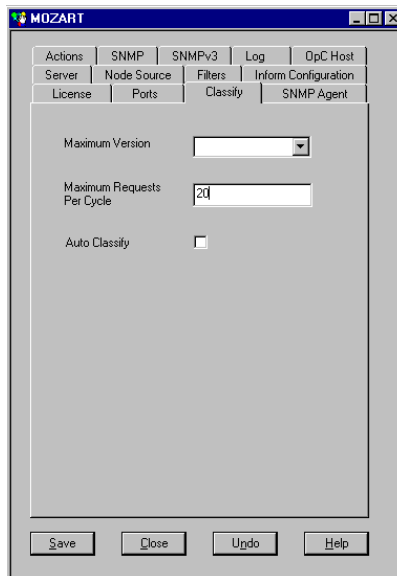 MOZART
Actions SNMP SNMPv3 Log OpC Host
Server Node Source Filters Inform Configuration
License Ports Classify SNMP Agent
Maximum Version
Maximum Requests
Per Cycle
20
Auto Classify
Save Close Undo Help